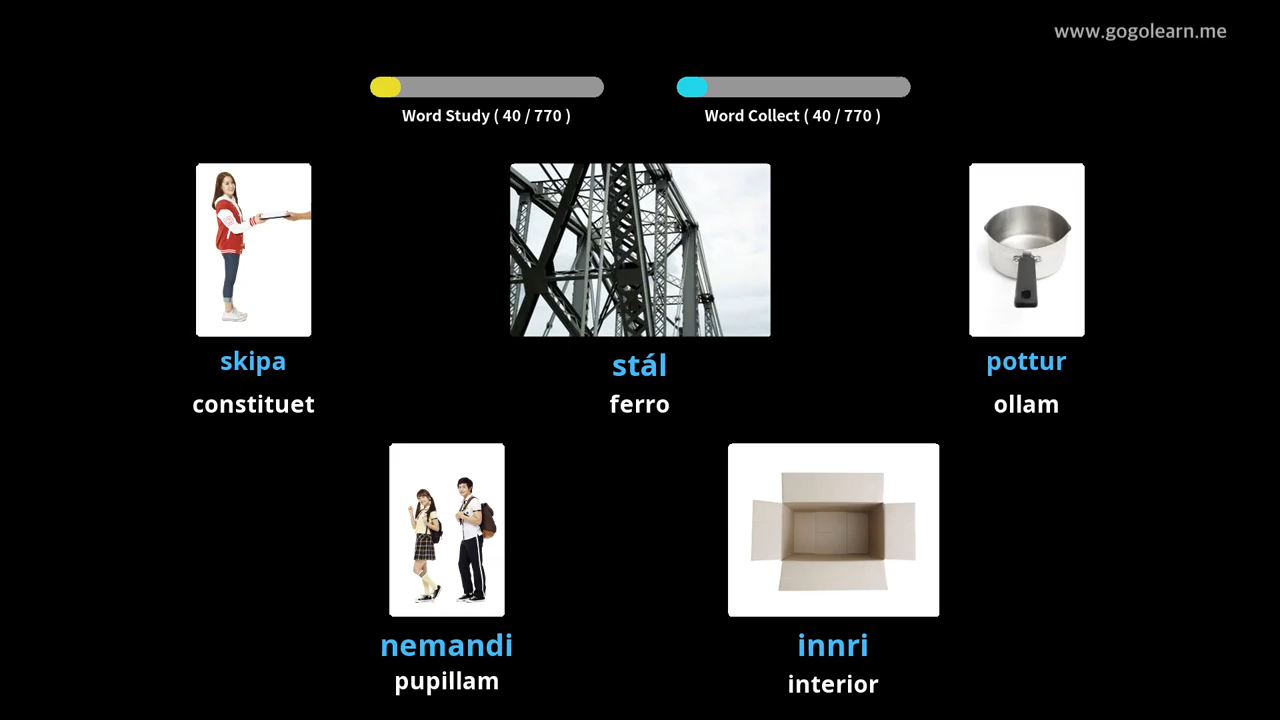 www.gogolearn.me
Word Study ( 40 / 770 )
Word Collect ( 40 / 770 )
skipa
stál
pottur
constituet
ferro
ollam
nemandi
innri
pupillam
interior